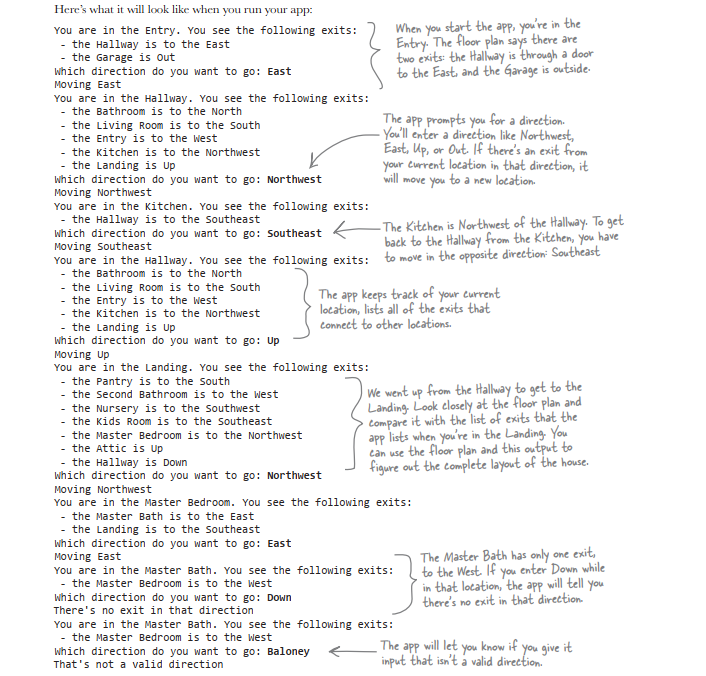 Here's what it will look like when you run your app:
You are in the Entry. You see the following exits:
- the Hallway is to the East
- the Garage is Out
Which direction do you want to go: East
Moving East
You are in the Hallway. You see the following exits:
- the Bathroom is to the North
- the Living Room is to the South
- the Entry is to the West
- the Kitchen is to the Northwest
- the Landing is Up
Which direction do you want to go: Northwest
Moving Northwest
You are in the Kitchen. You see the following exits:
- the Hallway is to the Southeast
Which direction do you want to go: Southeast
Moving Southeast
You are in the Hallway. You see the following exits:
- the Bathroom is to the North
- the Living Room is to the South
- the Entry is to the West
- the Kitchen is to the Northwest
- the Landing is Up
Which direction do you want to go: Up
Moving Up
You are in the Landing. You see the following exits:
- the Pantry is to the South
- the Second Bathroom is to the West
- the Nursery is to the Southwest
- the Kids Room is to the Southeast
- the Master Bedroom is to the Northwest
- the Attic is Up
- the Hallway is Down
Which direction do you want to go: Northwest
Moving Northwest
You are in the Master Bedroom. You see the following exits:
- the Master Bath is to the East
- the Landing is to the Southeast
Which direction do you want to go: East
Moving East
You are in the Master Bath. You see the following exits:
- the Master Bedroom is to the West
Which direction do you want to go: Down
There's no exit in that direction
You are in the Master Bath. You see the following exits:
- the Master Bedroom is to the West
Which direction do you want to go: Baloney
That's not a valid direction
When you start the app, you're in the
Entry. The floor plan says there are
two exits: the Hallway is through a door
to the East, and the Garage is outside.
The app prompts you for a direction.
You'll enter a direction like Northwest,
East, Up, or Out. If there's an exit from
your current location in that direction, it
will move you to a new location.
The Kitchen is Northwest of the Hallway. To get
back to the Hallway from the Kitchen, you have
to move in the opposite direction: Southeast
The app keeps track of your current
location, lists all of the exits that
connect to other locations.
We went up from the Hallway to get to the
Landing. Look closely at the floor plan and
compare it with the list of exits that the
app lists when you're in the Landing. You
can use the floor plan and this output to
figure out the complete layout of the house.
The Master Bath has only one exit,
to the West. If you enter Down while
in that location, the app will tell you
there's no exit in that direction.
The app will let you know if you give it
input that isn't a valid direction.